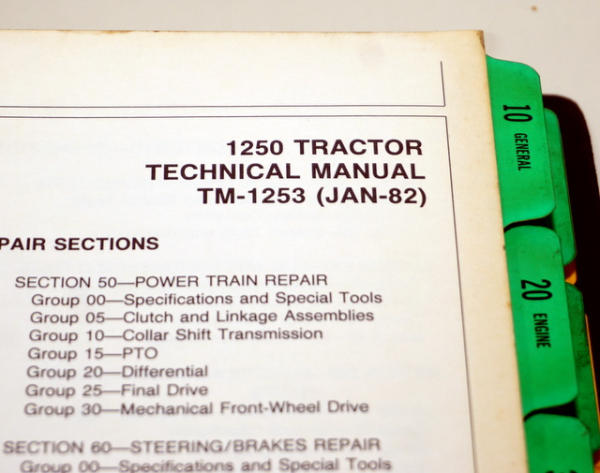 1250 TRACTOR
TECHNICAL MANUAL
TM-1253 (JAN-82)
PAIR SECTIONS
SECTION 50—POWER TRAIN REPAIR
Group 00—Specifications and Special Tools
Group 05—Clutch and Linkage Assemblies
Group 10—Collar Shift Transmission
Group 15—PTO
Group 20—Differential
Group 25—Final Drive
Group 30—Mechanical Front-Wheel Drive
SECTION 60—STEERING/BRAKES REPAIR
Group 00—Specifications and Special Tools
10 GENERAL
20 ENGINE